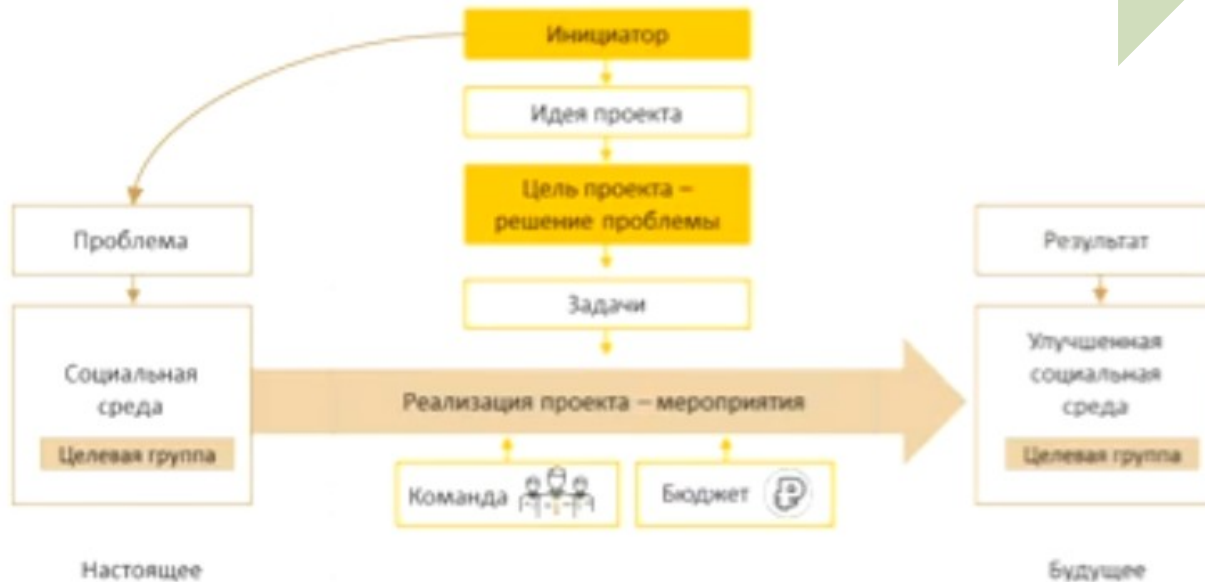 Инициатор
Идея проекта
Цель проекта –
решение проблемы
Задачи
Проблема
Социальная
среда
Целевая группа
Реализация проекта – мероприятия
Команда
Бюджет
Результат
Улучшенная
социальная
среда
Целевая группа
Настоящее
Будущее